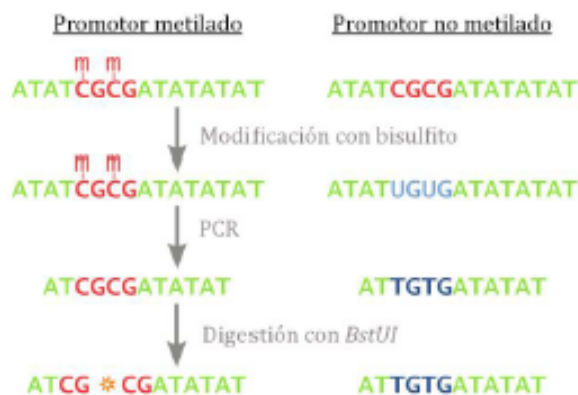 Promotor metilado Promotor no metilado
m m
ATATCGCGATATATAT ATATCGCGATATATAT
Modificación con bisulfito
m m
ATATCGCGATATATAT ATATUGUGATATATAT
PCR
ATCGCGATATAT ATTGTGATATAT
Digestión con BstUI
ATCG * CGATATAT ATTGTGATATAT